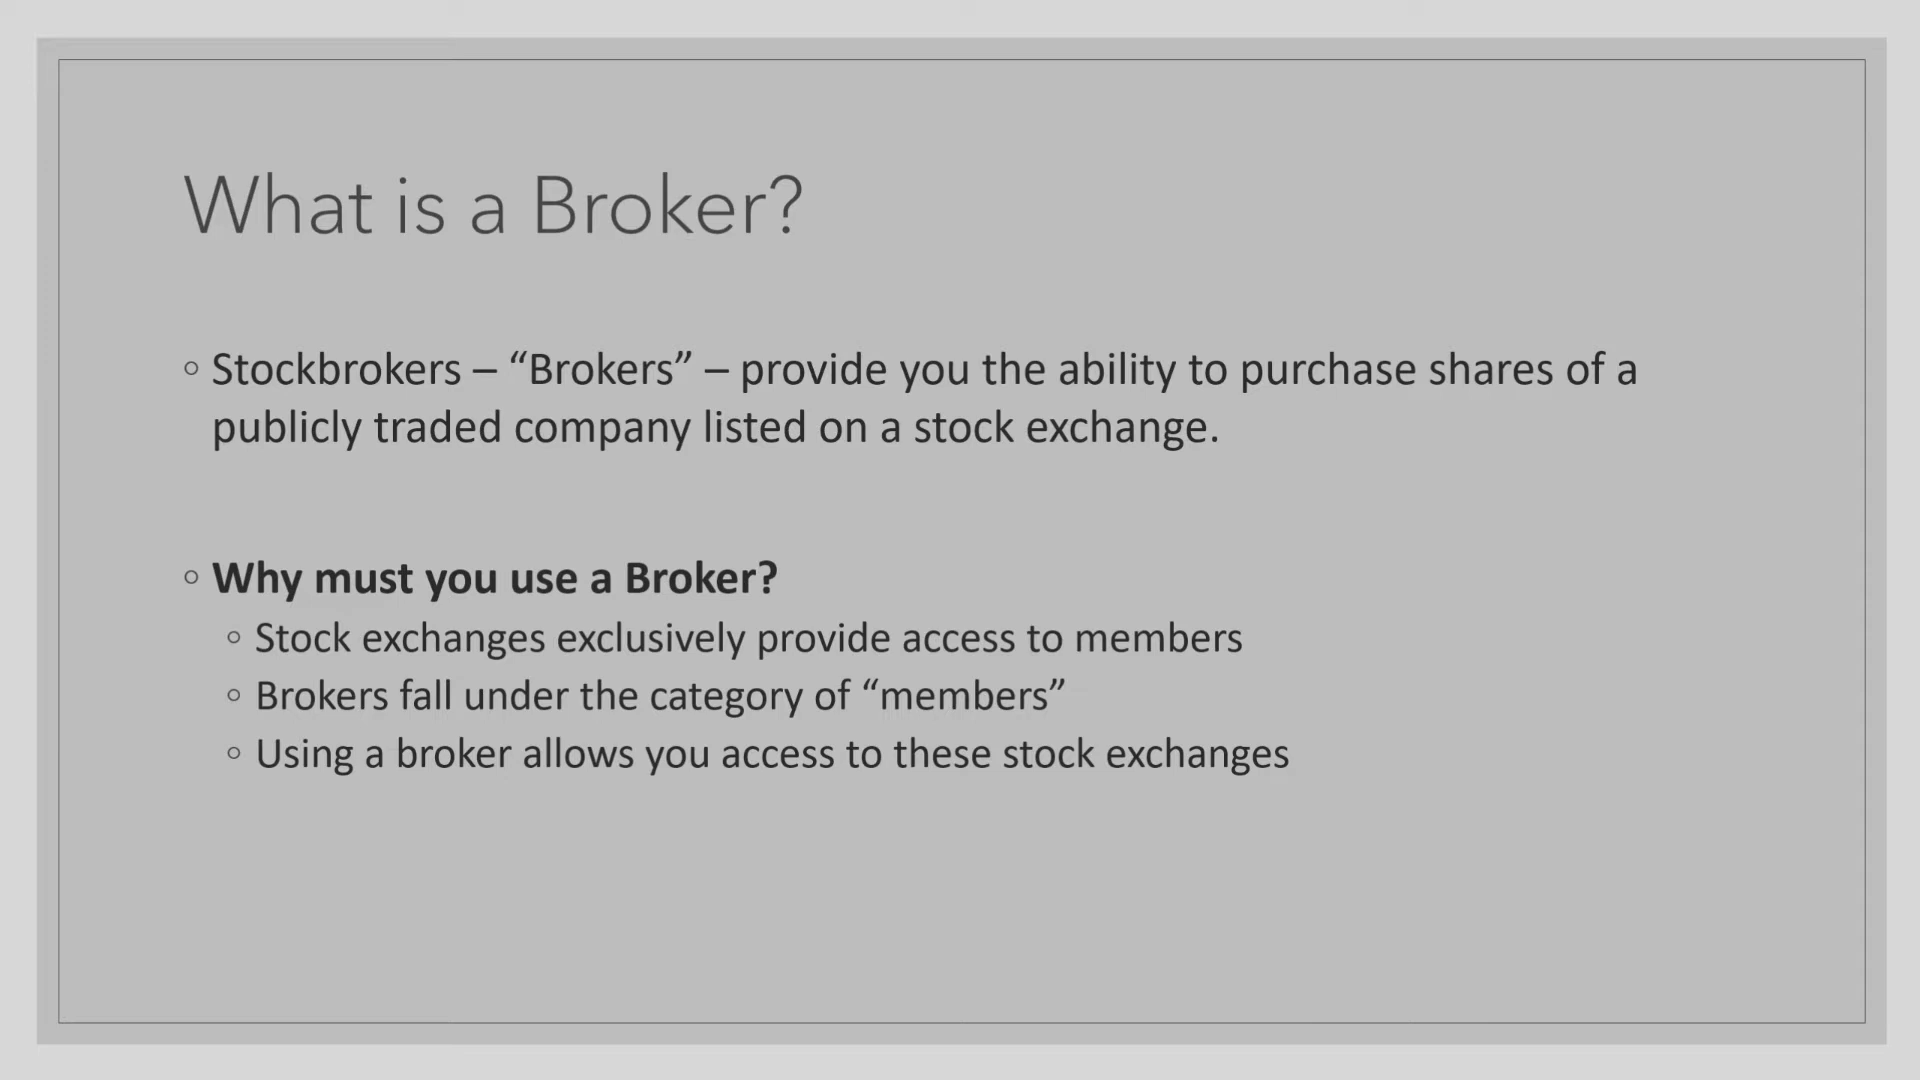 What is a Broker?
◦ Stockbrokers – “Brokers” – provide you the ability to purchase shares of a
publicly traded company listed on a stock exchange.
◦ Why must you use a Broker?
◦ Stock exchanges exclusively provide access to members
◦ Brokers fall under the category of “members”
◦ Using a broker allows you access to these stock exchanges